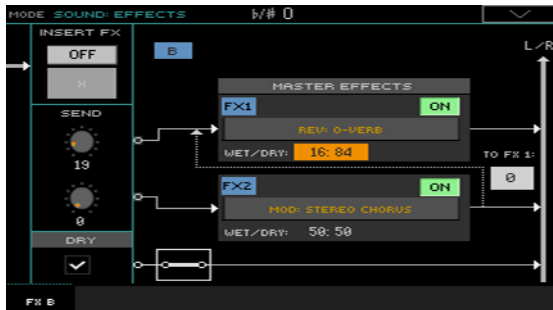 MODE SOUND: EFFECTS b/# 0
INSERT FX
OFF
x
B
L/R
MASTER EFFECTS
FX1 ON
REV: O-VERB
WET/DRY: 16: 84
SEND
19
TO FX 1:
0
FX2 ON
MOD: STEREO CHORUS
WET/DRY: 50: 50
0
DRY
FX B